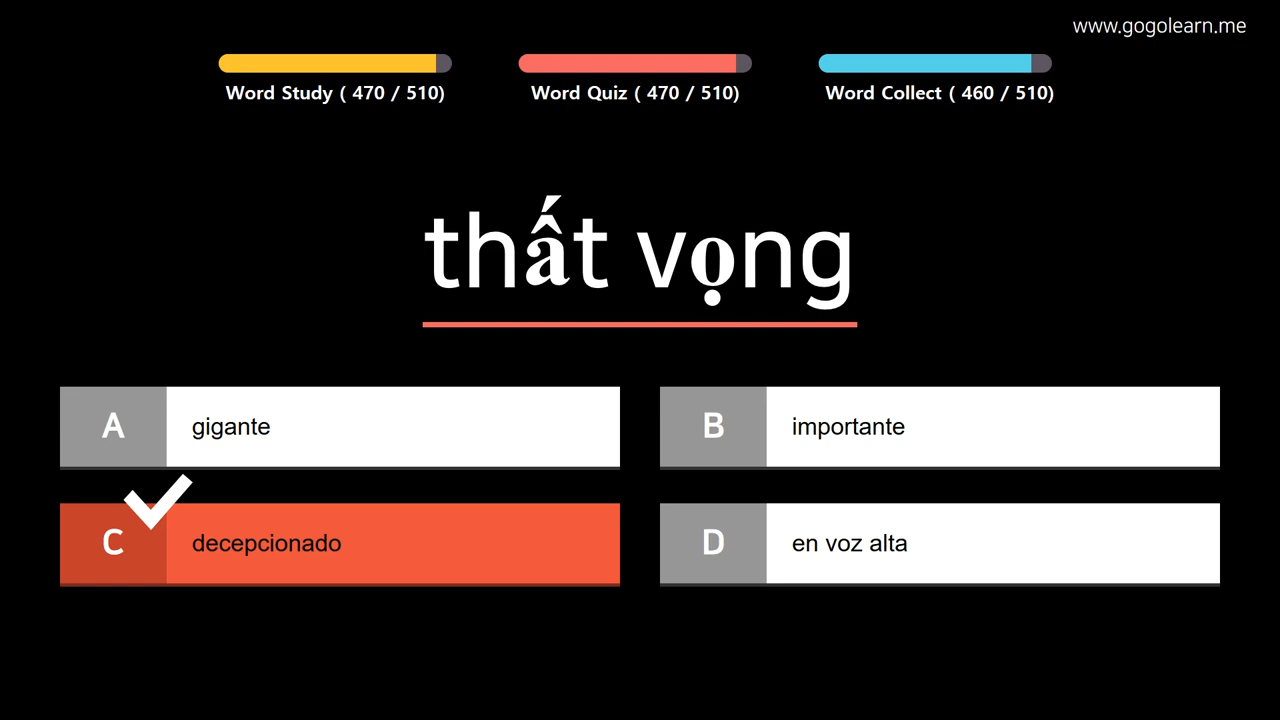 www.gogolearn.me
Word Study ( 470 / 510)
Word Quiz ( 470 / 510)
Word Collect ( 460 / 510)
thất vọng
A gigante
B importante
C decepcionado
D en voz alta